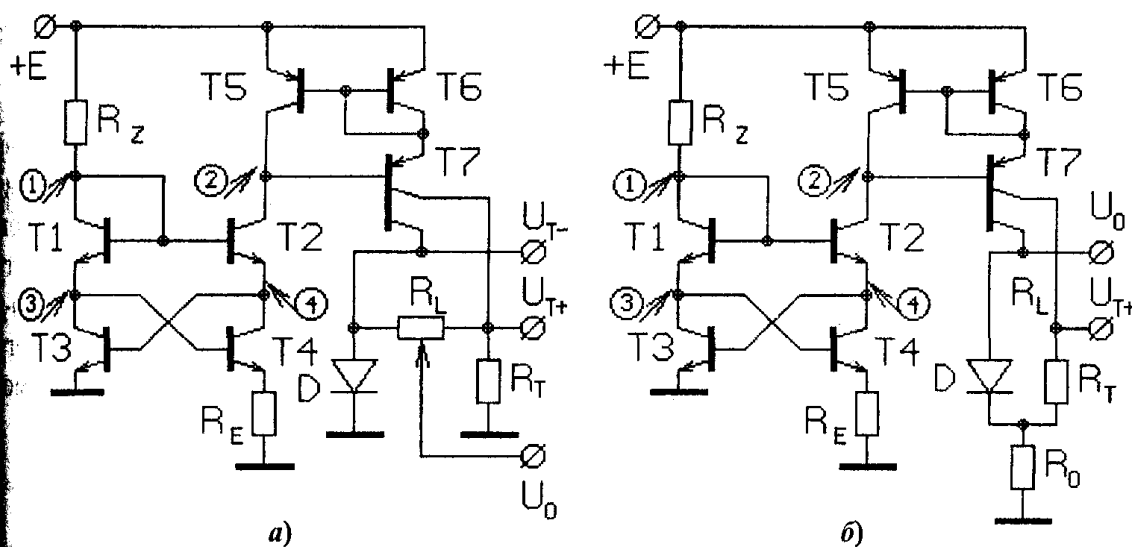 +E
R_Z
T5
T6
T7
①
②
T1
T2
③
④
T3
T4
R_E
U_T-
U_T+
R_L
D
R_T
U_0
а)
+E
R_Z
T5
T6
T7
①
②
T1
T2
③
④
T3
T4
R_E
U_0
U_T+
R_L
D
R_T
R_0
б)